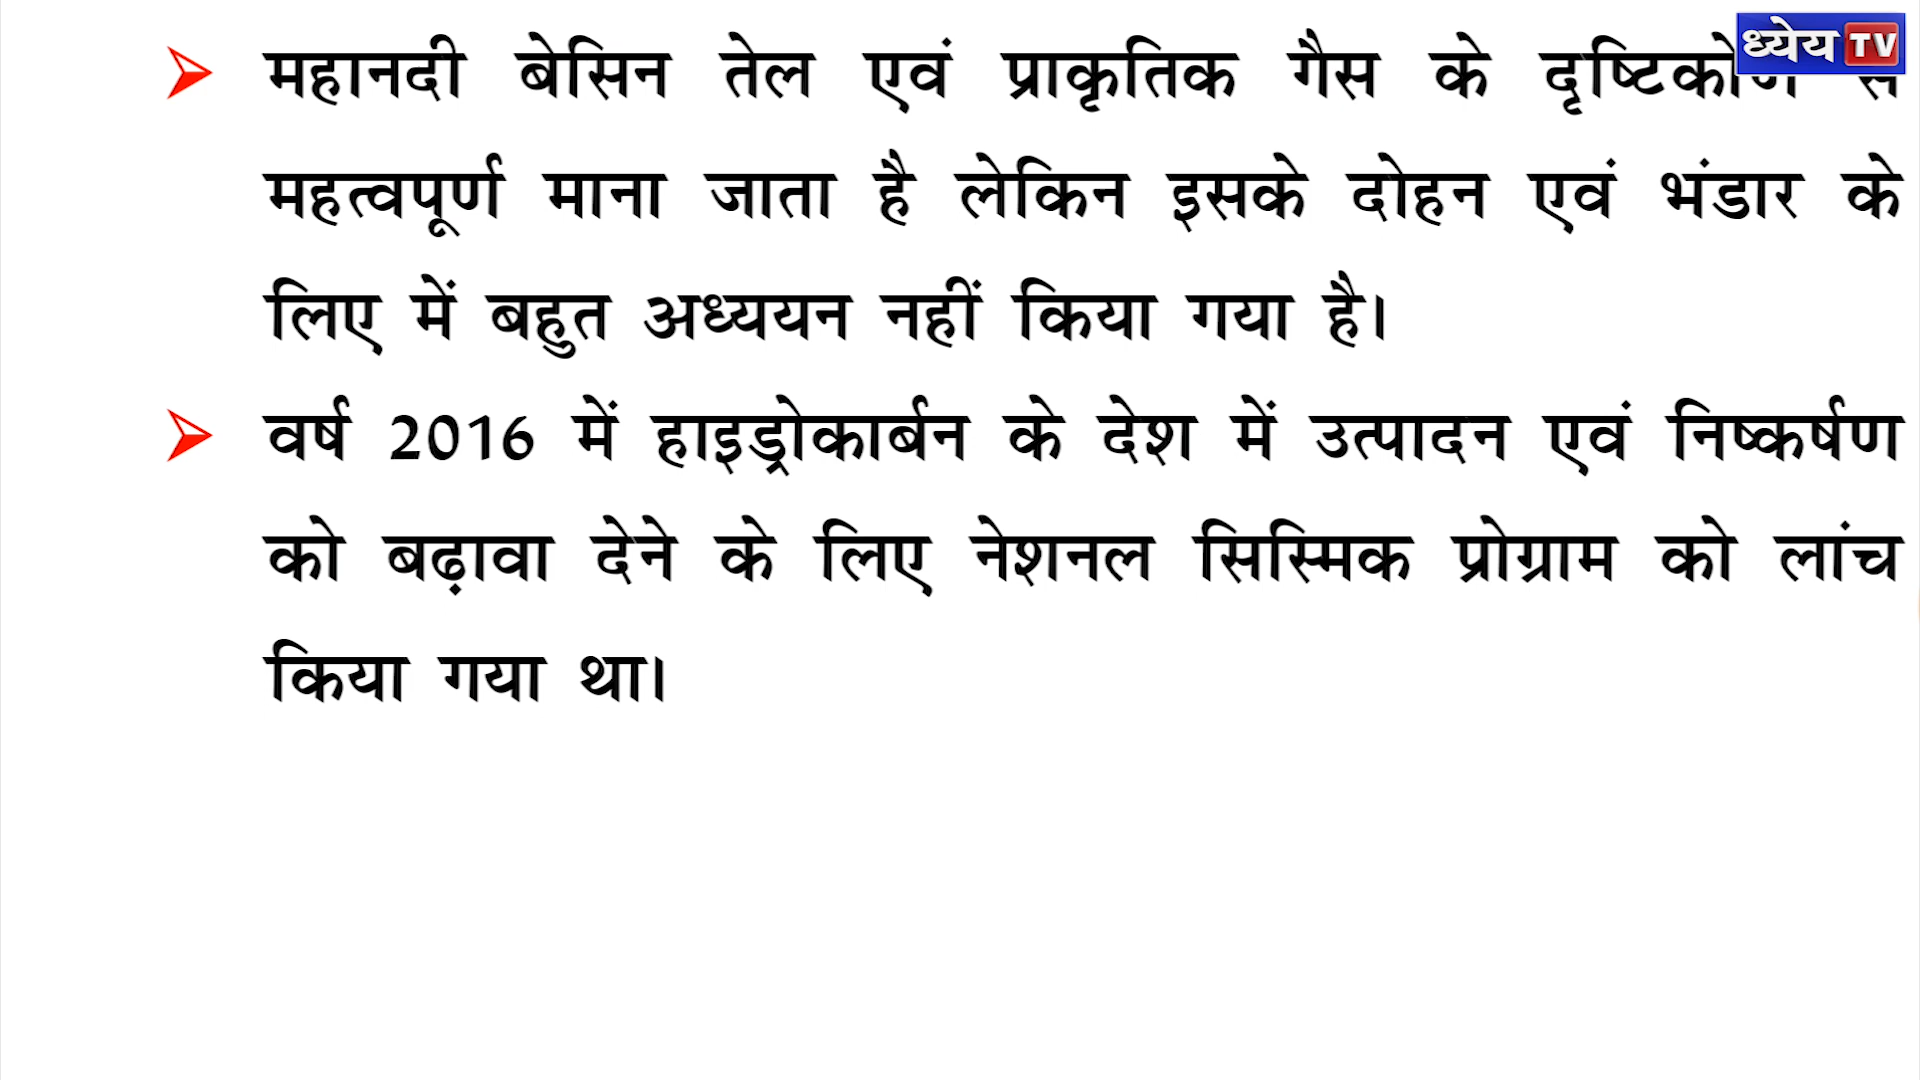 महानदी बेसिन तेल एवं प्राकृतिक गैस के दृष्टिकोण से
ध्येय TV
महत्वपूर्ण माना जाता है लेकिन इसके दोहन एवं भंडार के
लिए में बहुत अध्ययन नहीं किया गया है।
वर्ष 2016 में हाइड्रोकार्बन के देश में उत्पादन एवं निष्कर्षण
को बढ़ावा देने के लिए नेशनल सिस्मिक प्रोग्राम को लांच
किया गया था।